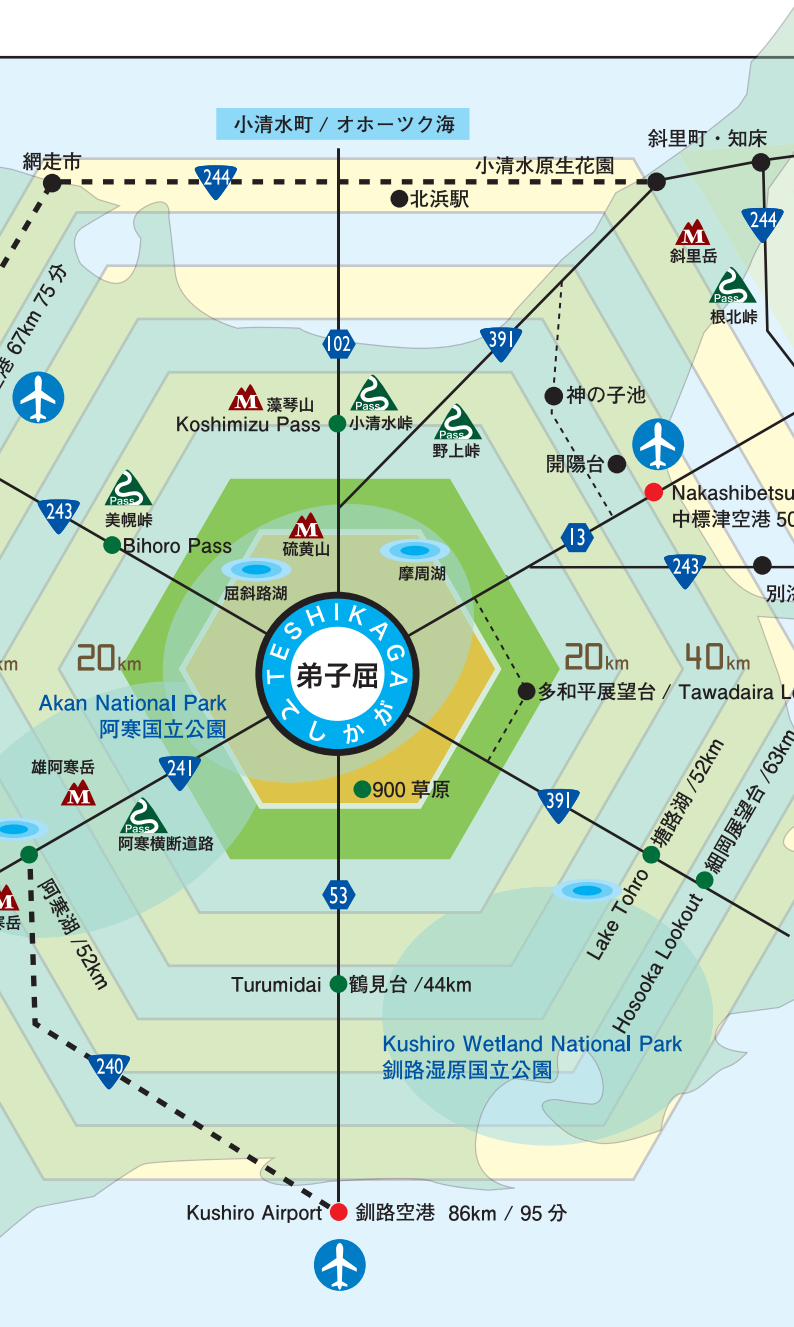 小清水町 / オホーツク海
斜里町・知床
網走市
小清水原生花園
244
北浜駅
244
M
斜里岳
Pass
根北峠
港 67km 75 分
102
391
M
藻琴山
Pass
Koshimizu Pass
小清水峠
Pass
野上峠
神の子池
開陽台
Nakashibetsu
中標津空港 50
Pass
美幌峠
243
Bihoro Pass
M
硫黄山
摩周湖
屈斜路湖
13
243
TESHIKAGA
弟子屈
てしかが
km
20km
20km
40km
多和平展望台 / Tawadaira
Akan National Park
阿寒国立公園
雄阿寒岳
M
241
Pass
阿寒横断道路
900 草原
391
塘路湖 /52km
Lake Tohro
細岡展望台 /63km
Hosooka Lookout
M
寒岳
阿寒湖 /52km
53
Turumidai
鶴見台 /44km
Kushiro Wetland National Park
釧路湿原国立公園
240
Kushiro Airport
釧路空港 86km / 95 分